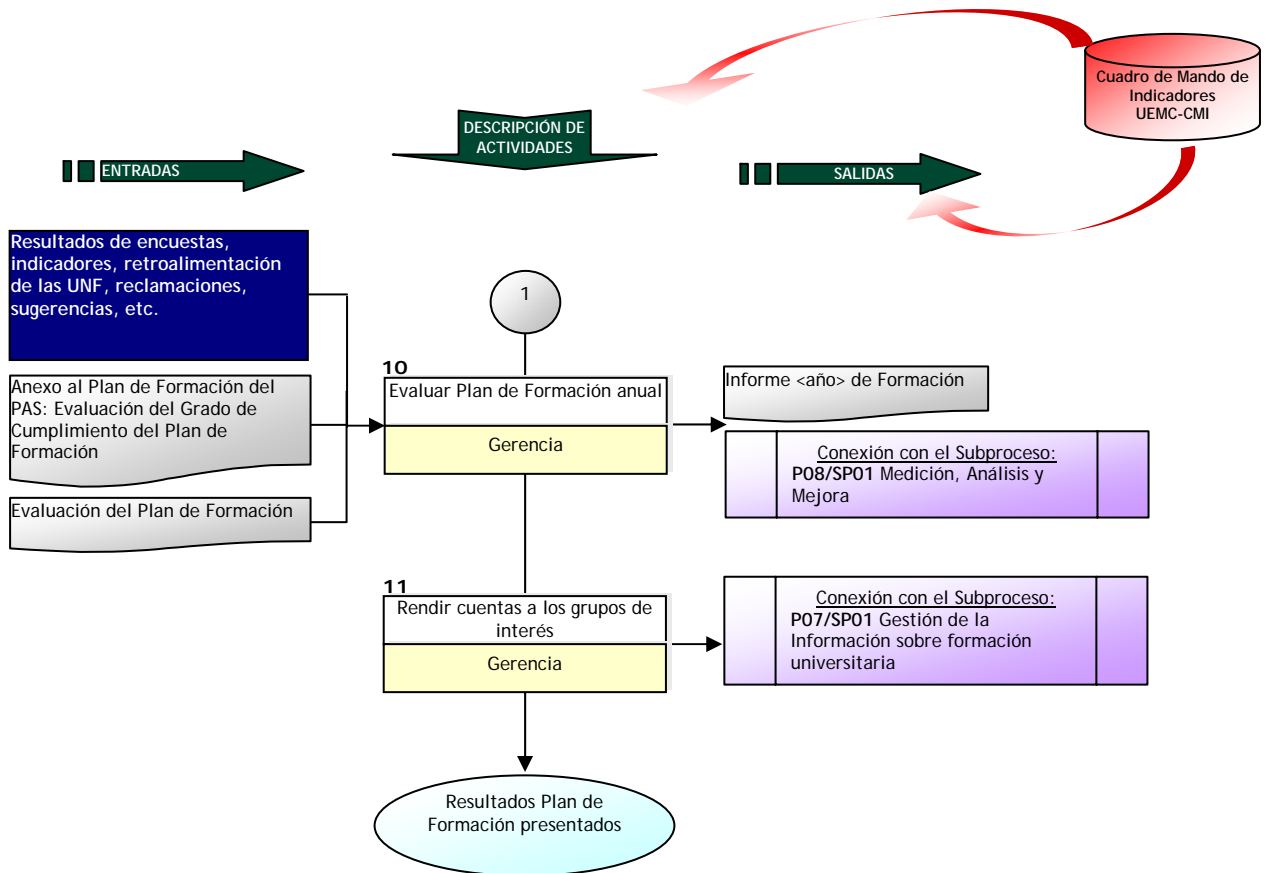 Cuadro de Mando de
Indicadores
UEMC-CMI
DESCRIPCIÓN DE
ACTIVIDADES
ENTRADAS
SALIDAS
Resultados de encuestas,
indicadores, retroalimentación
de las UNF, reclamaciones,
sugerencias, etc.
1
10
Evaluar Plan de Formación anual
Gerencia
Informe <año> de Formación
Anexo al Plan de Formación del
PAS: Evaluación del Grado de
Cumplimiento del Plan de
Formación
Conexión con el Subproceso:
P08/SP01 Medición, Análisis y
Mejora
Evaluación del Plan de Formación
11
Rendir cuentas a los grupos de
interés
Gerencia
Conexión con el Subproceso:
P07/SP01 Gestión de la
Información sobre formación
universitaria
Resultados Plan de
Formación presentados